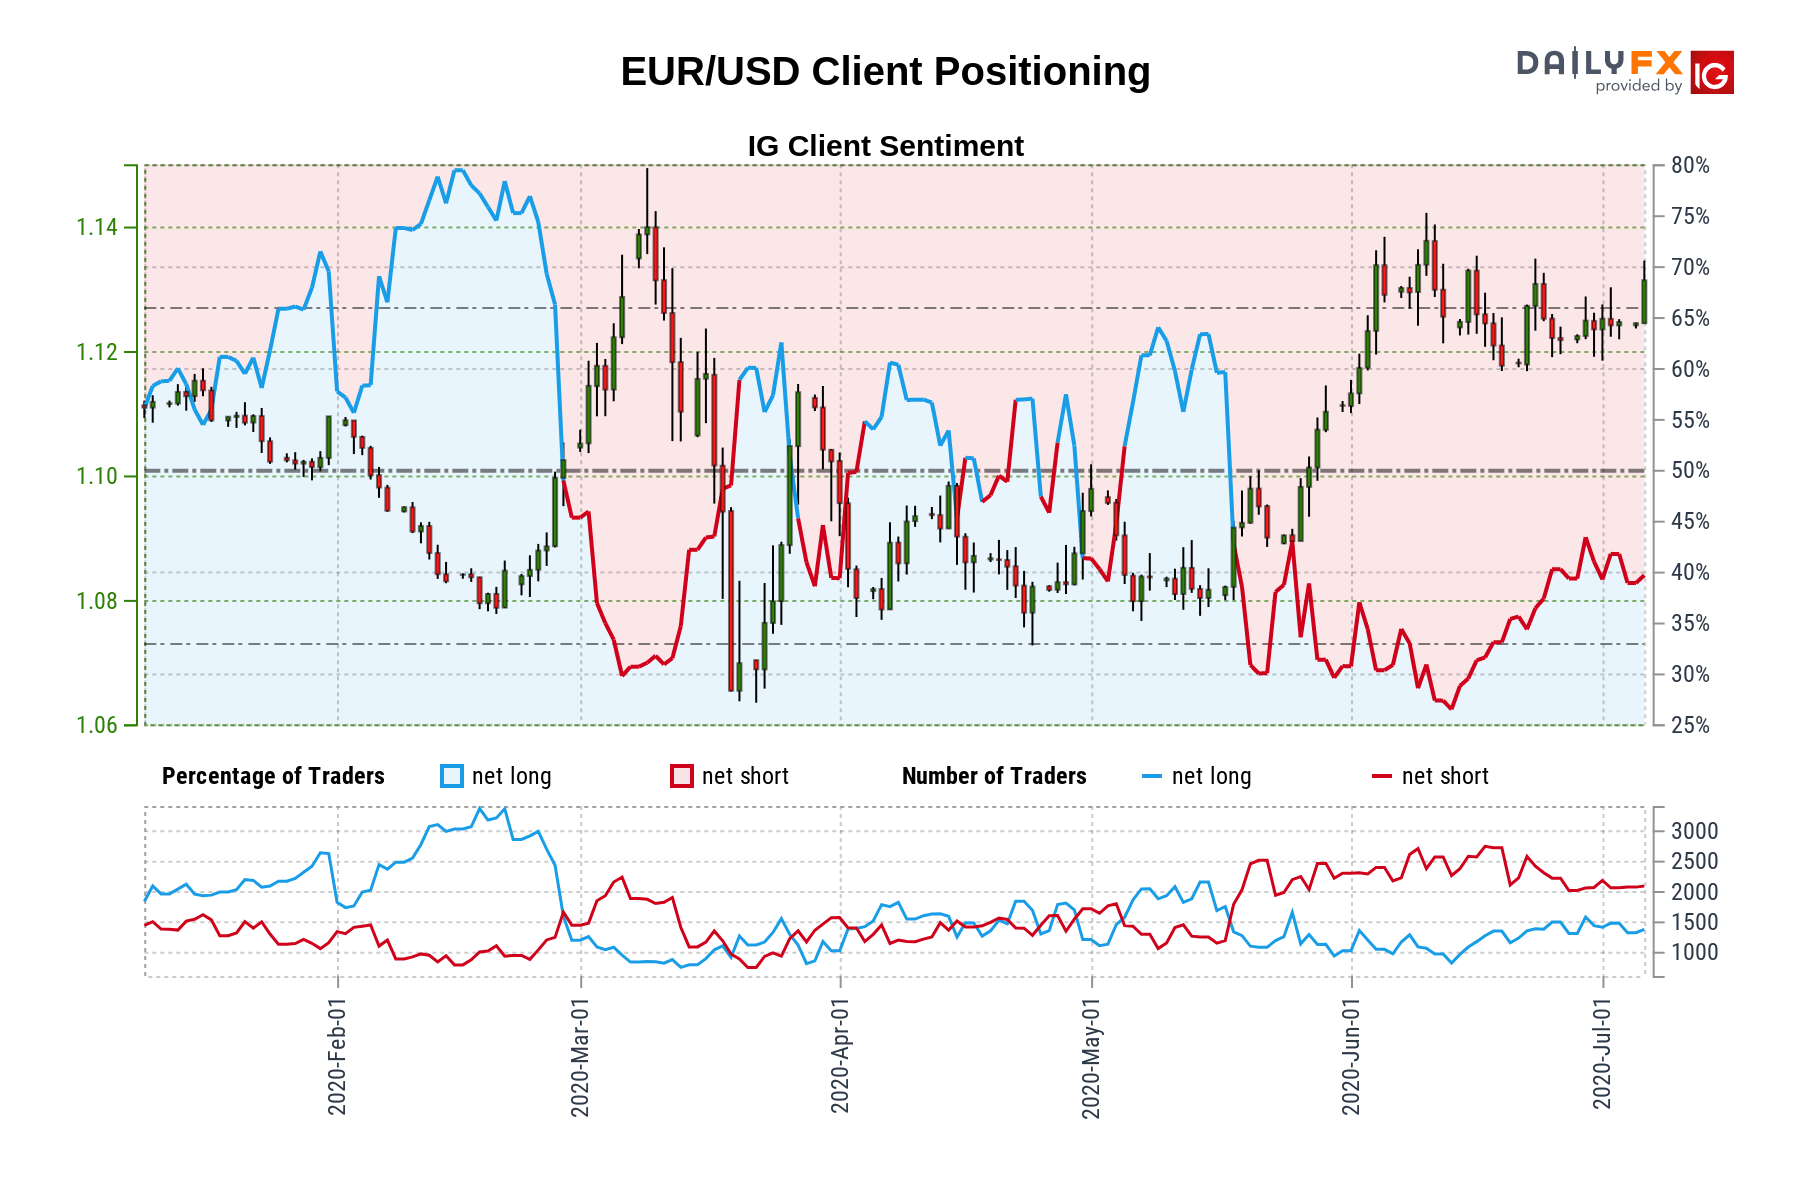 EUR/USD Client Positioning
DAILYFX
provided by
IG
IG Client Sentiment
1.14
1.12
1.10
1.08
1.06
80%
75%
70%
65%
60%
55%
50%
45%
40%
35%
30%
25%
Percentage of Traders net long net short Number of Traders net long net short
3000
2500
2000
1500
1000
2020-Feb-01
2020-Mar-01
2020-Apr-01
2020-May-01
2020-Jun-01
2020-Jul-01